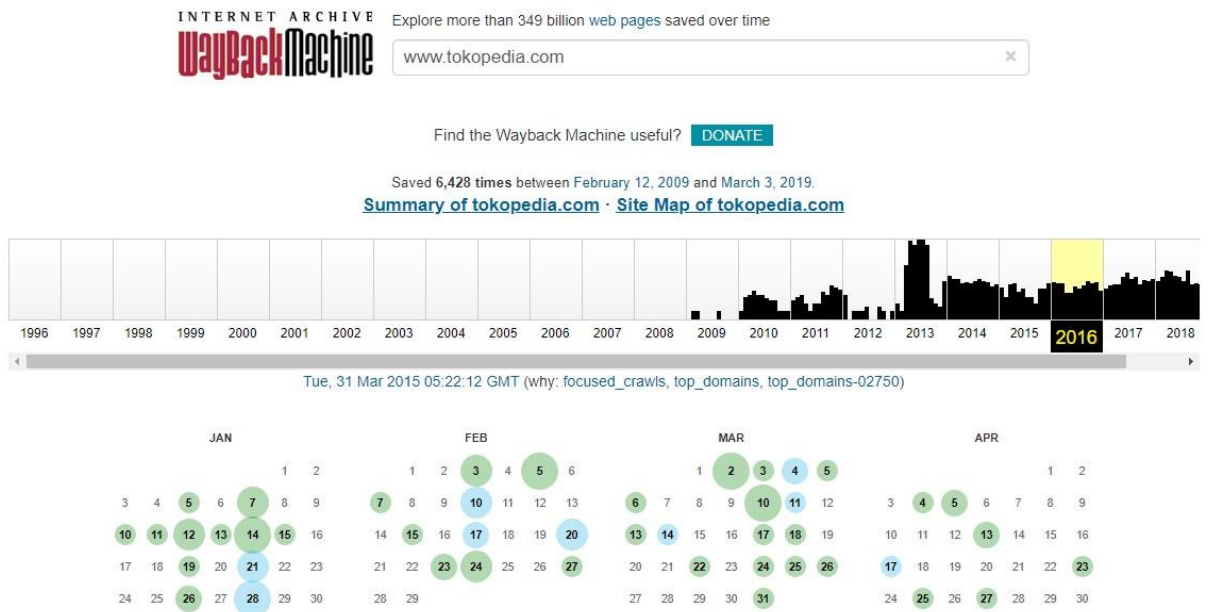 INTERNET ARCHIVE
WayBackMachine
Explore more than 349 billion web pages saved over time
www.tokopedia.com ×
Find the Wayback Machine useful? DONATE
Saved 6,428 times between February 12, 2009 and March 3, 2019.
Summary of tokopedia.com · Site Map of tokopedia.com
1996 1997 1998 1999 2000 2001 2002 2003 2004 2005 2006 2007 2008 2009 2010 2011 2012 2013 2014 2015 2016 2017 2018
Tue, 31 Mar 2015 05:22:12 GMT (why: focused_crawls, top_domains, top_domains-02750)
JAN FEB MAR APR
1 2 1 2 3 4 5 6 1 2 3 4 5 1 2
3 4 5 6 7 8 9 7 8 9 10 11 12 13 6 7 8 9 10 11 12 3 4 5 6 7 8 9
10 11 12 13 14 15 16 14 15 16 17 18 19 20 13 14 15 16 17 18 19 10 11 12 13 14 15 16
17 18 19 20 21 22 23 21 22 23 24 25 26 27 20 21 22 23 24 25 26 17 18 19 20 21 22 23
24 25 26 27 28 29 30 28 29 27 28 29 30 31 24 25 26 27 28 29 30